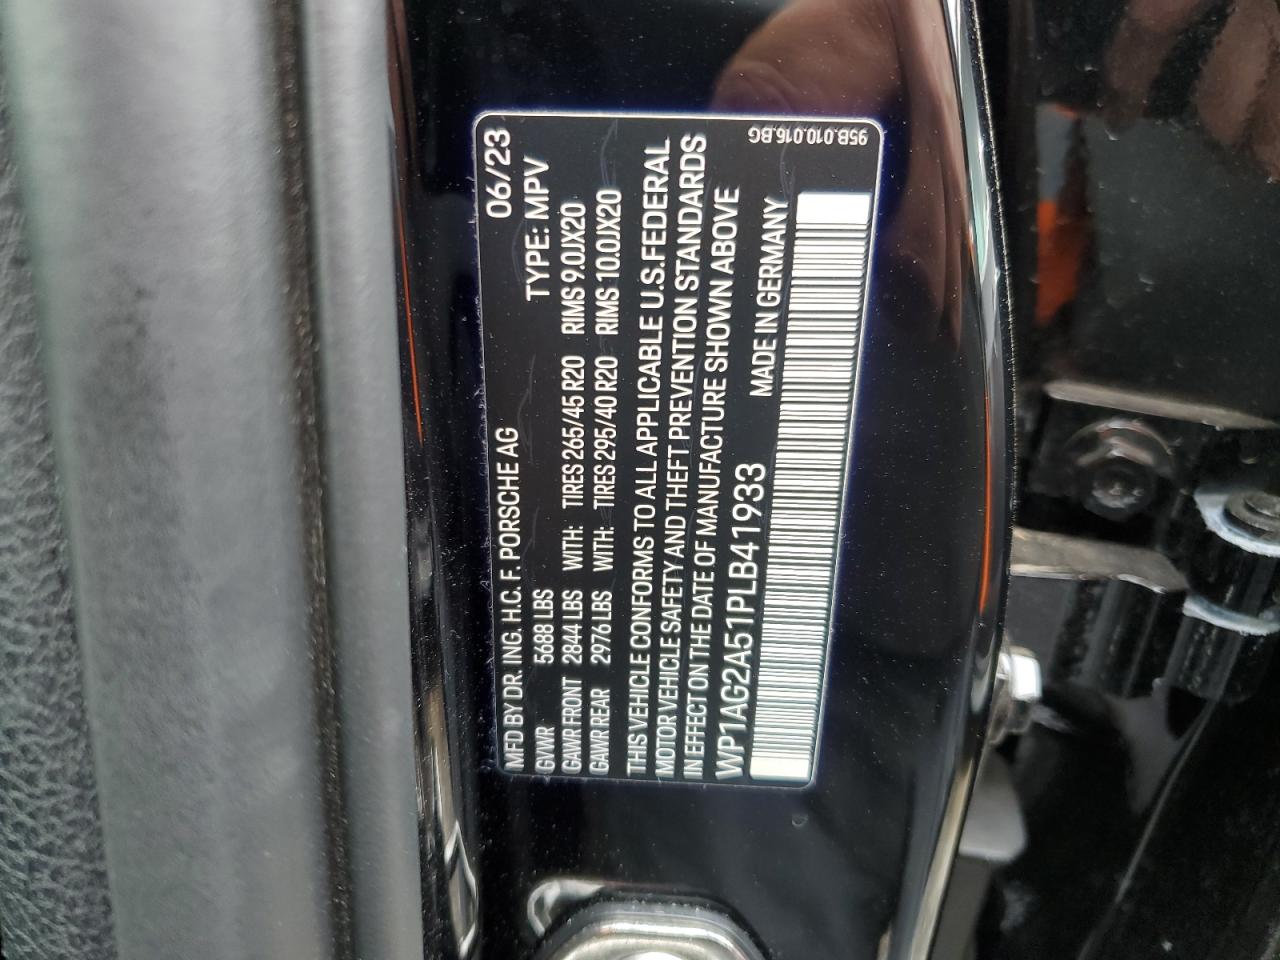 MFD BY DR. ING. H.C. F. PORSCHE AG 06/23
GVWR 5688 LBS TYPE: MPV
GAWR FRONT 2844 LBS WITH: TIRES 265/45 R20 RIMS 9.0JX20
GAWR REAR 2976 LBS WITH: TIRES 295/40 R20 RIMS 10.0JX20
THIS VEHICLE CONFORMS TO ALL APPLICABLE U.S. FEDERAL
MOTOR VEHICLE SAFETY AND THEFT PREVENTION STANDARDS
IN EFFECT ON THE DATE OF MANUFACTURE SHOWN ABOVE
WP1AG2A51PLB41933 MADE IN GERMANY
95B.010.016.BG